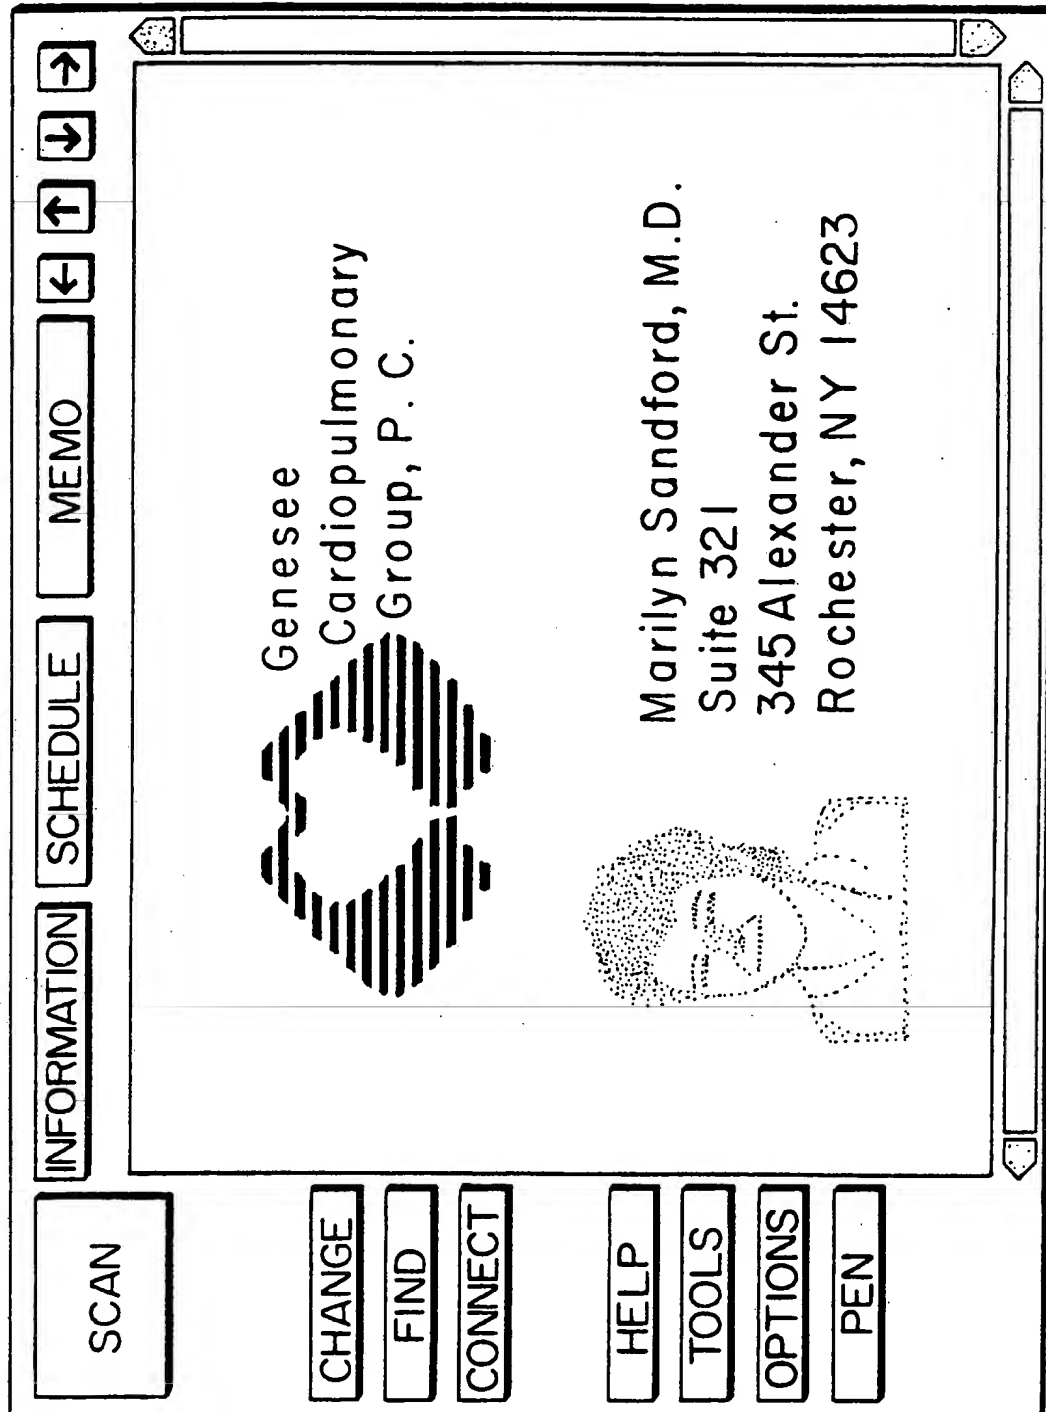 SCAN
INFORMATION
SCHEDULE
MEMO
← ↑ ↓ →
CHANGE
FIND
CONNECT
HELP
TOOLS
OPTIONS
PEN
Genesee
Cardiopulmonary
Group, P. C.
Marilyn Sandford, M.D.
Suite 321
345 Alexander St.
Rochester, NY 14623